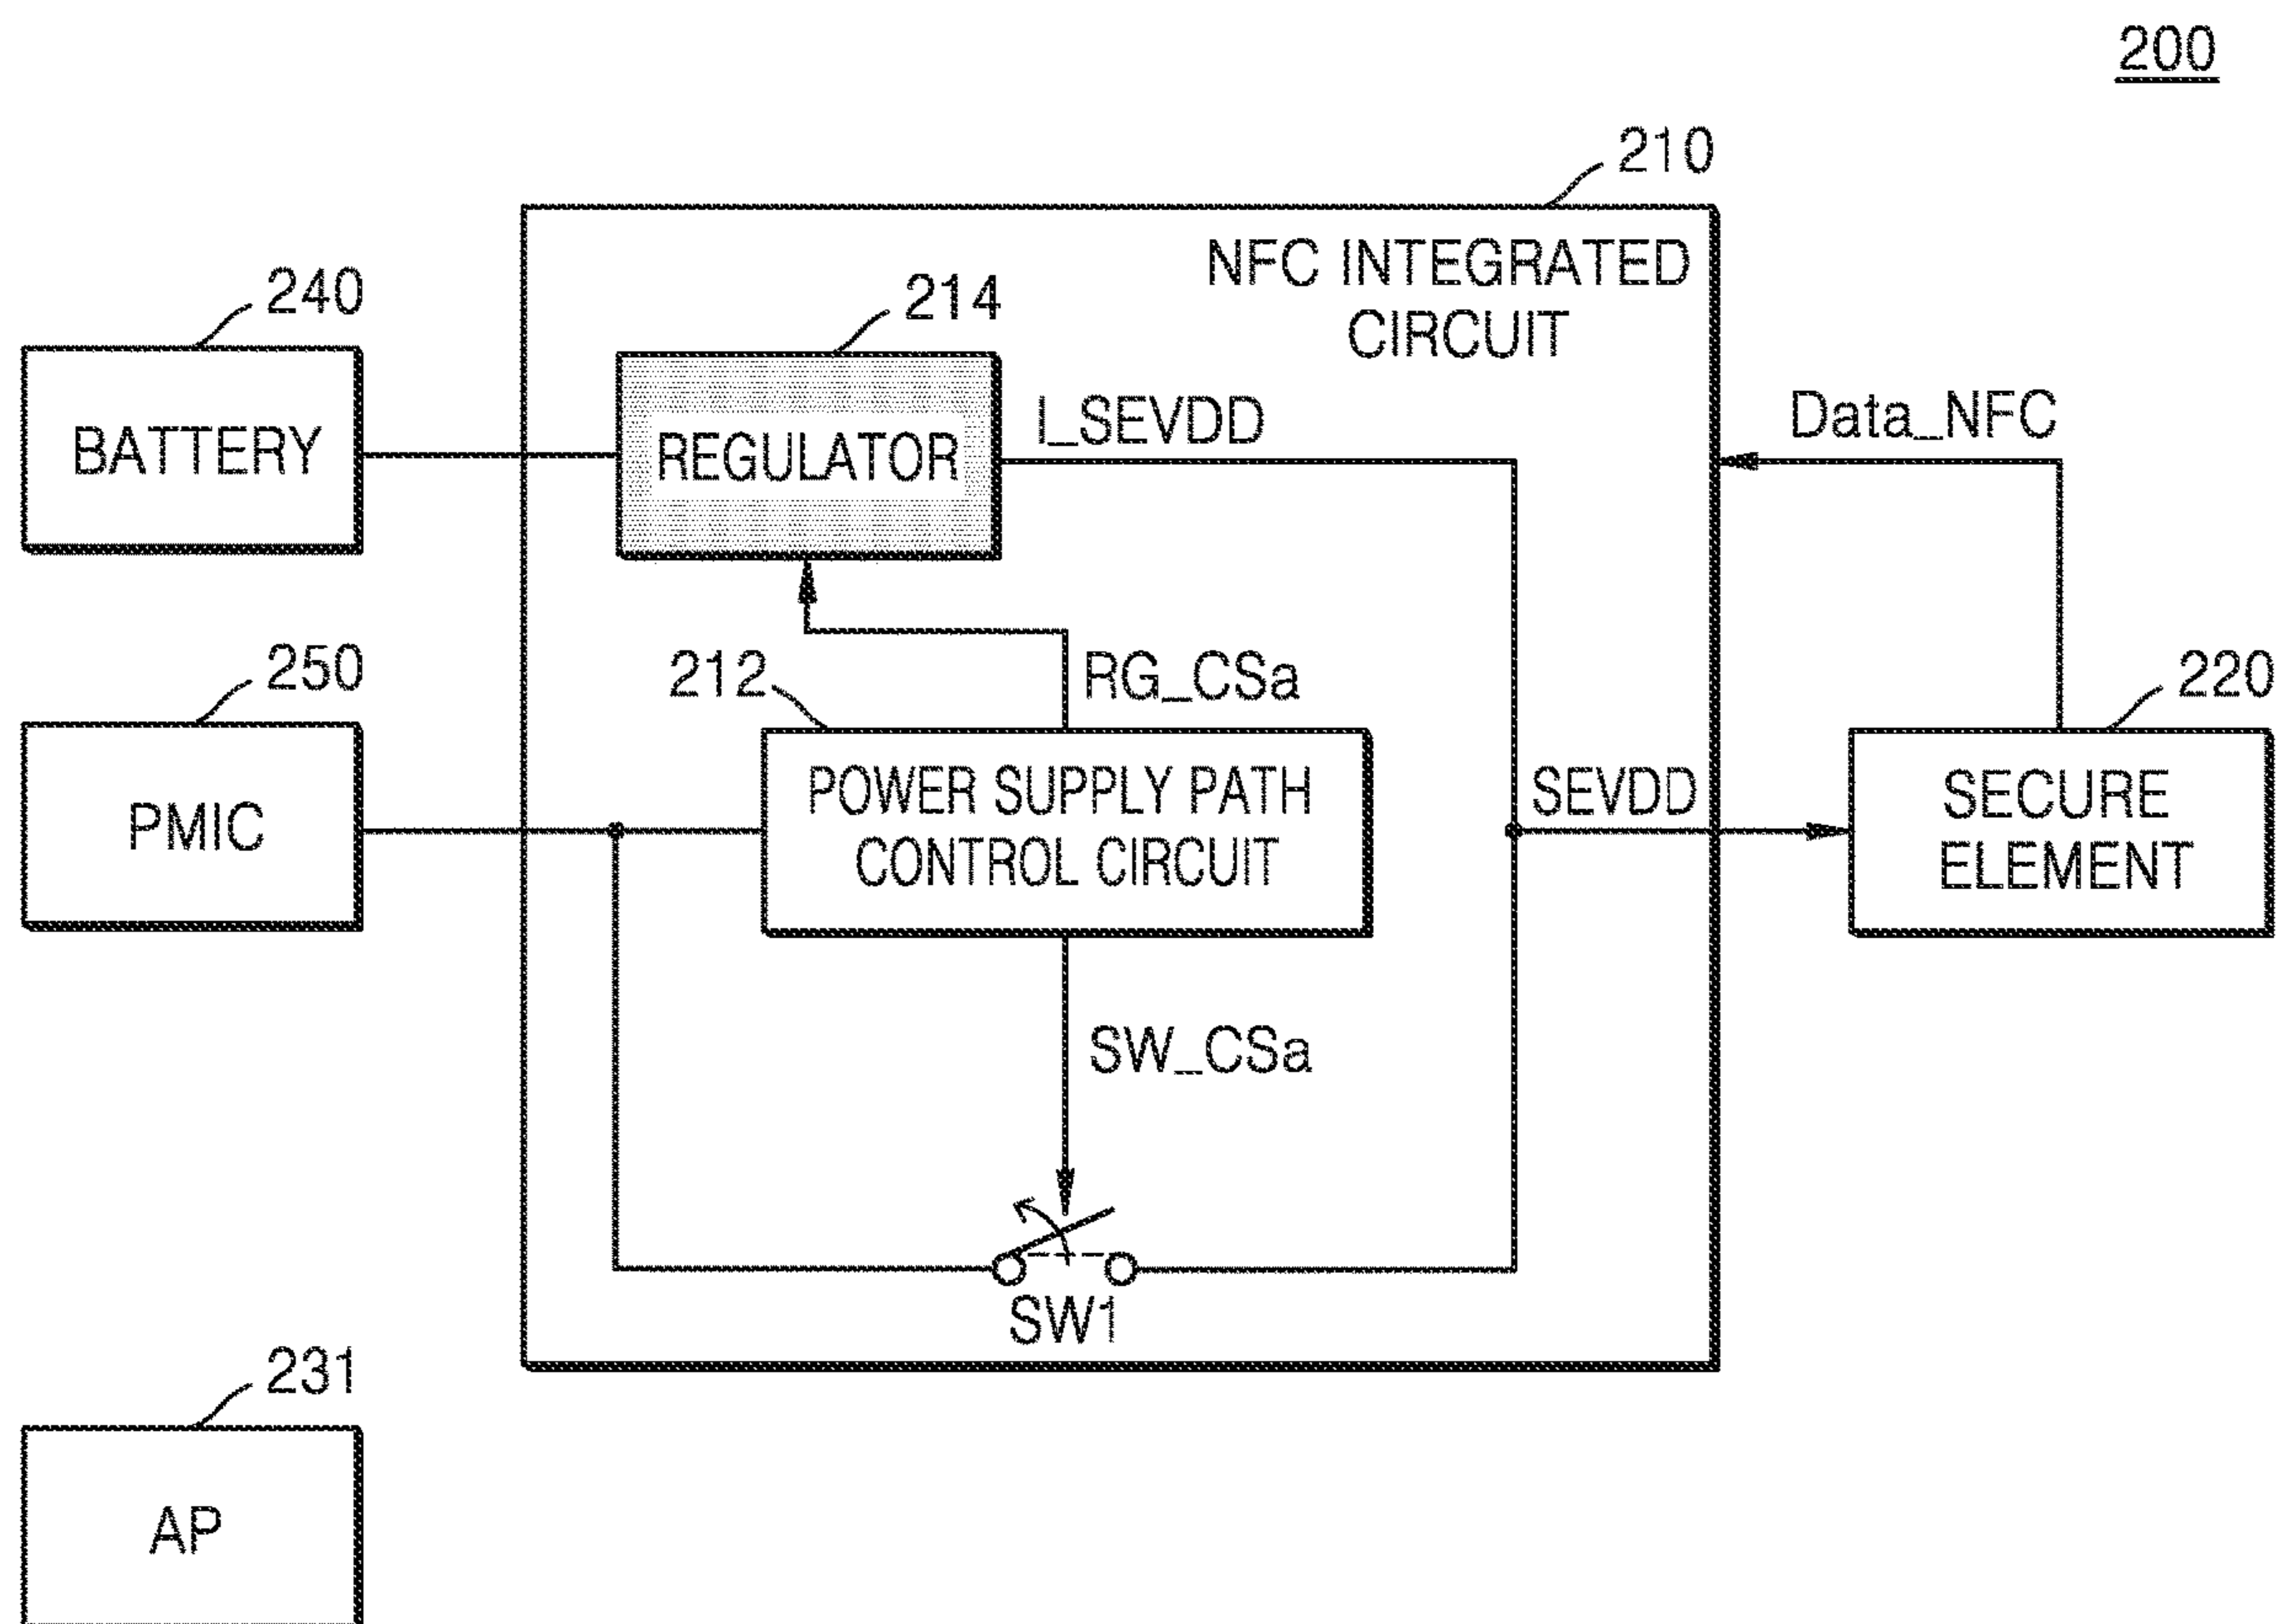 200
210
NFC INTEGRATED
CIRCUIT
240
214
BATTERY
REGULATOR
I_SEVDD
Data_NFC
250
212
RG_CSa
220
PMIC
POWER SUPPLY PATH
CONTROL CIRCUIT
SEVDD
SECURE
ELEMENT
SW_CSa
SW1
231
AP